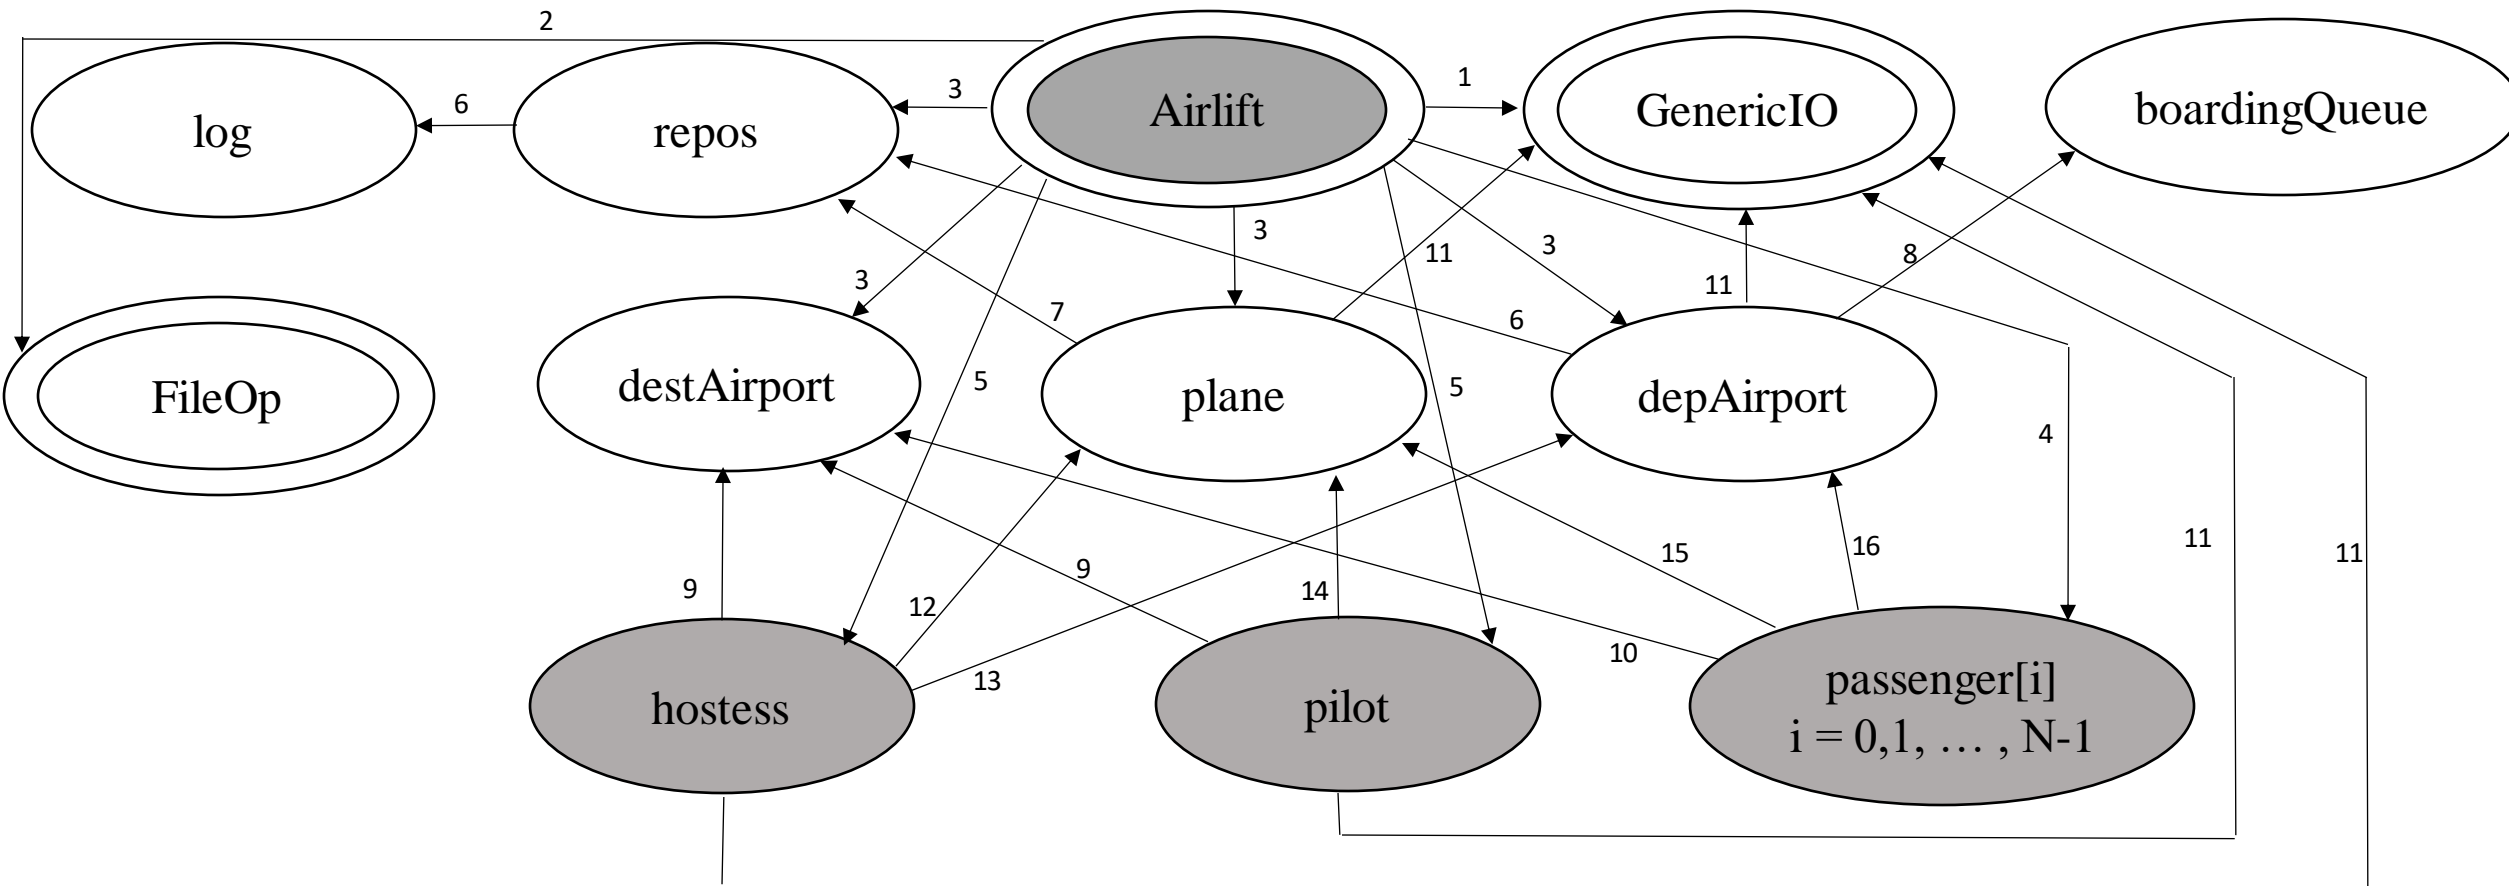 2
log
6
repos
3
Airlift
1
GenericIO
boardingQueue
3
3
11
3
11
8
7
6
FileOp
destAirport
5
plane
5
depAirport
4
9
12
9
14
15
16
11
11
13
10
hostess
pilot
passenger[i]
i = 0,1, … , N-1